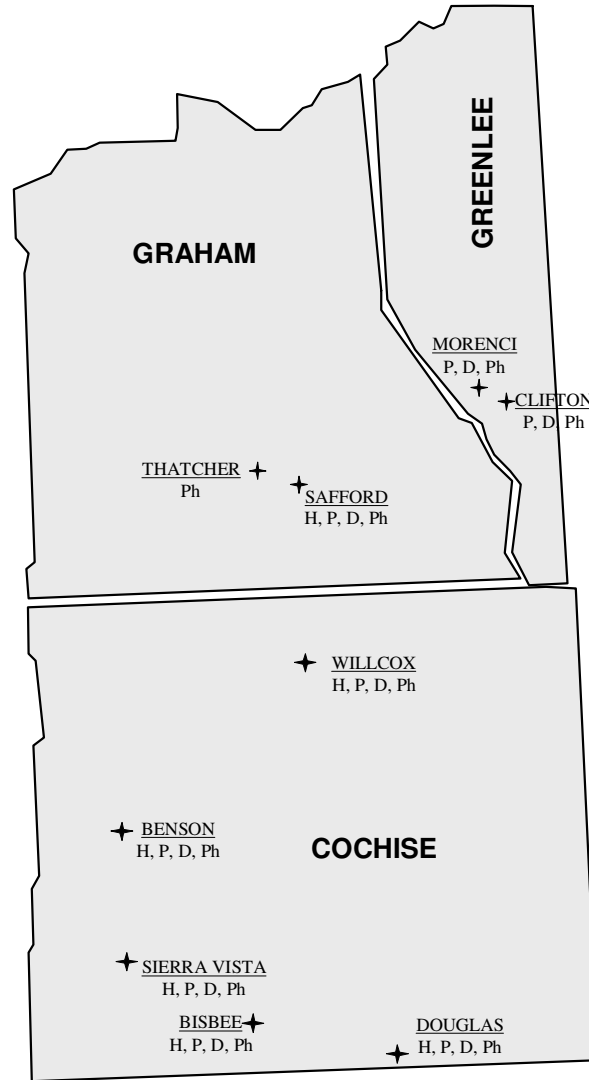 GREENLEE
GRAHAM
MORENCI
P, D, Ph
CLIFTON
P, D, Ph
THATCHER
Ph
SAFFORD
H, P, D, Ph
WILLCOX
H, P, D, Ph
BENSON
H, P, D, Ph
COCHISE
SIERRA VISTA
H, P, D, Ph
BISBEE
H, P, D, Ph
DOUGLAS
H, P, D, Ph